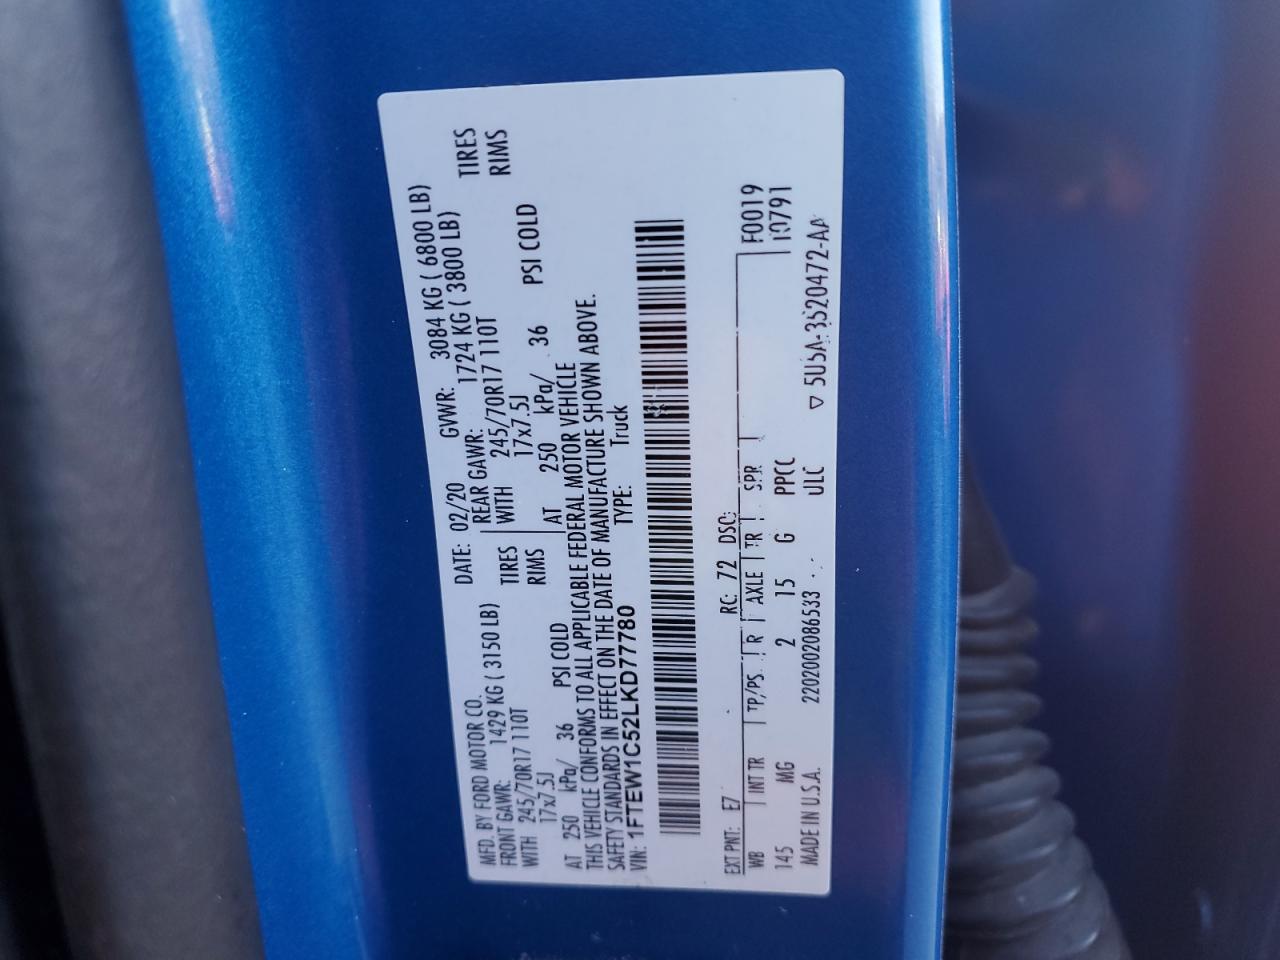 MFD. BY FORD MOTOR CO.
DATE: 02/20 GVWR: 3084 KG ( 6800 LB)
FRONT GAWR: 1429 KG ( 3150 LB) REAR GAWR: 1724 KG ( 3800 LB)
WITH 245/70R17 110T TIRES WITH 245/70R17 110T TIRES
17x7.5J RIMS 17x7.5J RIMS
AT 250 kPa/ 36 PSI COLD AT 250 kPa/ 36 PSI COLD
THIS VEHICLE CONFORMS TO ALL APPLICABLE FEDERAL MOTOR VEHICLE
SAFETY STANDARDS IN EFFECT ON THE DATE OF MANUFACTURE SHOWN ABOVE.
VIN: 1FTEW1C52LKD77780 TYPE: Truck
EXT PNT: E7 RC: 72 DSO: F0019
WB INT TR TP/PS R AXLE TR SPR 10791
145 MG 2 15 G PPCC
MADE IN U.S.A. 2202002086533 ULC ▽ 5U5A-3520472-AA